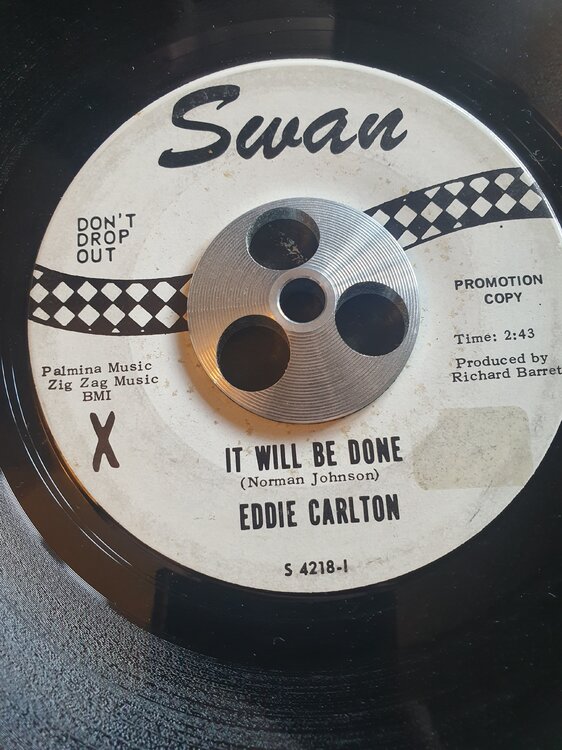 Swan
DON'T
DROP
OUT
PROMOTION
COPY
Time: 2:43
Produced by
Richard Barret
Palmina Music
Zig Zag Music
BMI
X
IT WILL BE DONE
(Norman Johnson)
EDDIE CARLTON
S 4218-I